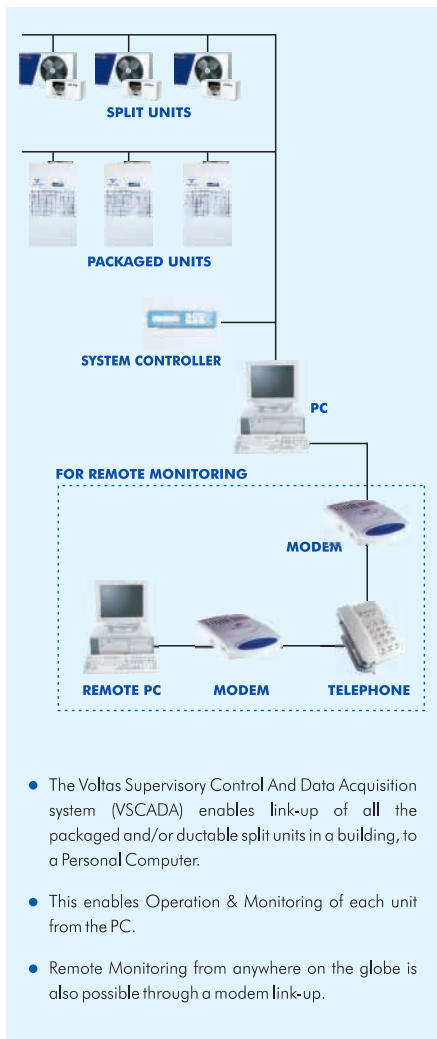 SPLIT UNITS
PACKAGED UNITS
SYSTEM CONTROLLER
PC
FOR REMOTE MONITORING
MODEM
REMOTE PC MODEM TELEPHONE
The Voltas Supervisory Control And Data Acquisition
system (VSCADA) enables link-up of all the
packaged and/or ductable split units in a building, to
a Personal Computer.
This enables Operation & Monitoring of each unit
from the PC.
Remote Monitoring from anywhere on the globe is
also possible through a modem link-up.